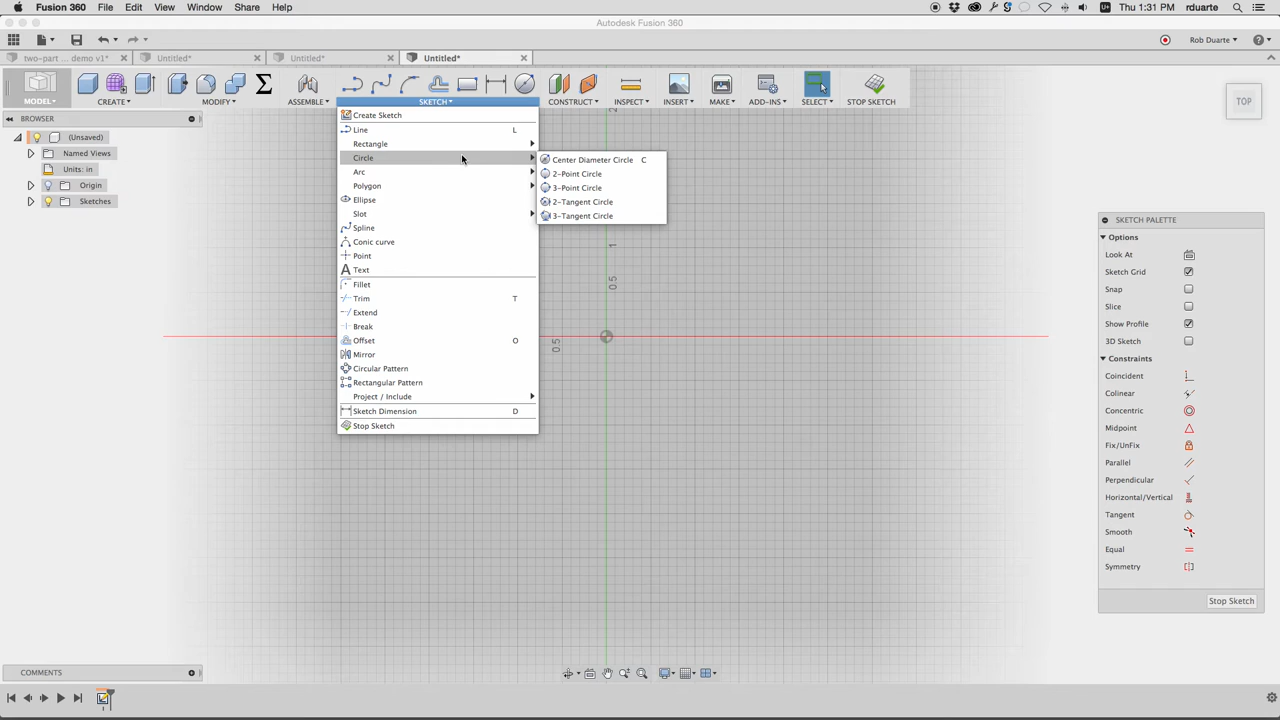 Fusion 360 File Edit View Window Share Help Thu 1:31 PM rduarte
Autodesk Fusion 360
Rob Duarte
two-part ... demo v1* Untitled* Untitled* Untitled*
MODEL CREATE MODIFY ASSEMBLE SKETCH CONSTRUCT INSPECT INSERT MAKE ADD-INS SELECT STOP SKETCH
BROWSER
(Unsaved)
Named Views
Units: in
Origin
Sketches
Create Sketch
Line L
Rectangle
Circle
Arc
Polygon
Ellipse
Slot
Spline
Conic curve
Point
Text
Fillet
Trim T
Extend
Break
Offset O
Mirror
Circular Pattern
Rectangular Pattern
Project / Include
Sketch Dimension D
Stop Sketch
Center Diameter Circle C
2-Point Circle
3-Point Circle
2-Tangent Circle
3-Tangent Circle
2
1
0.5
0.5
TOP
SKETCH PALETTE
Options
Look At
Sketch Grid
Snap
Slice
Show Profile
3D Sketch
Constraints
Coincident
Colinear
Concentric
Midpoint
Fix/UnFix
Parallel
Perpendicular
Horizontal/Vertical
Tangent
Smooth
Equal
Symmetry
Stop Sketch
COMMENTS